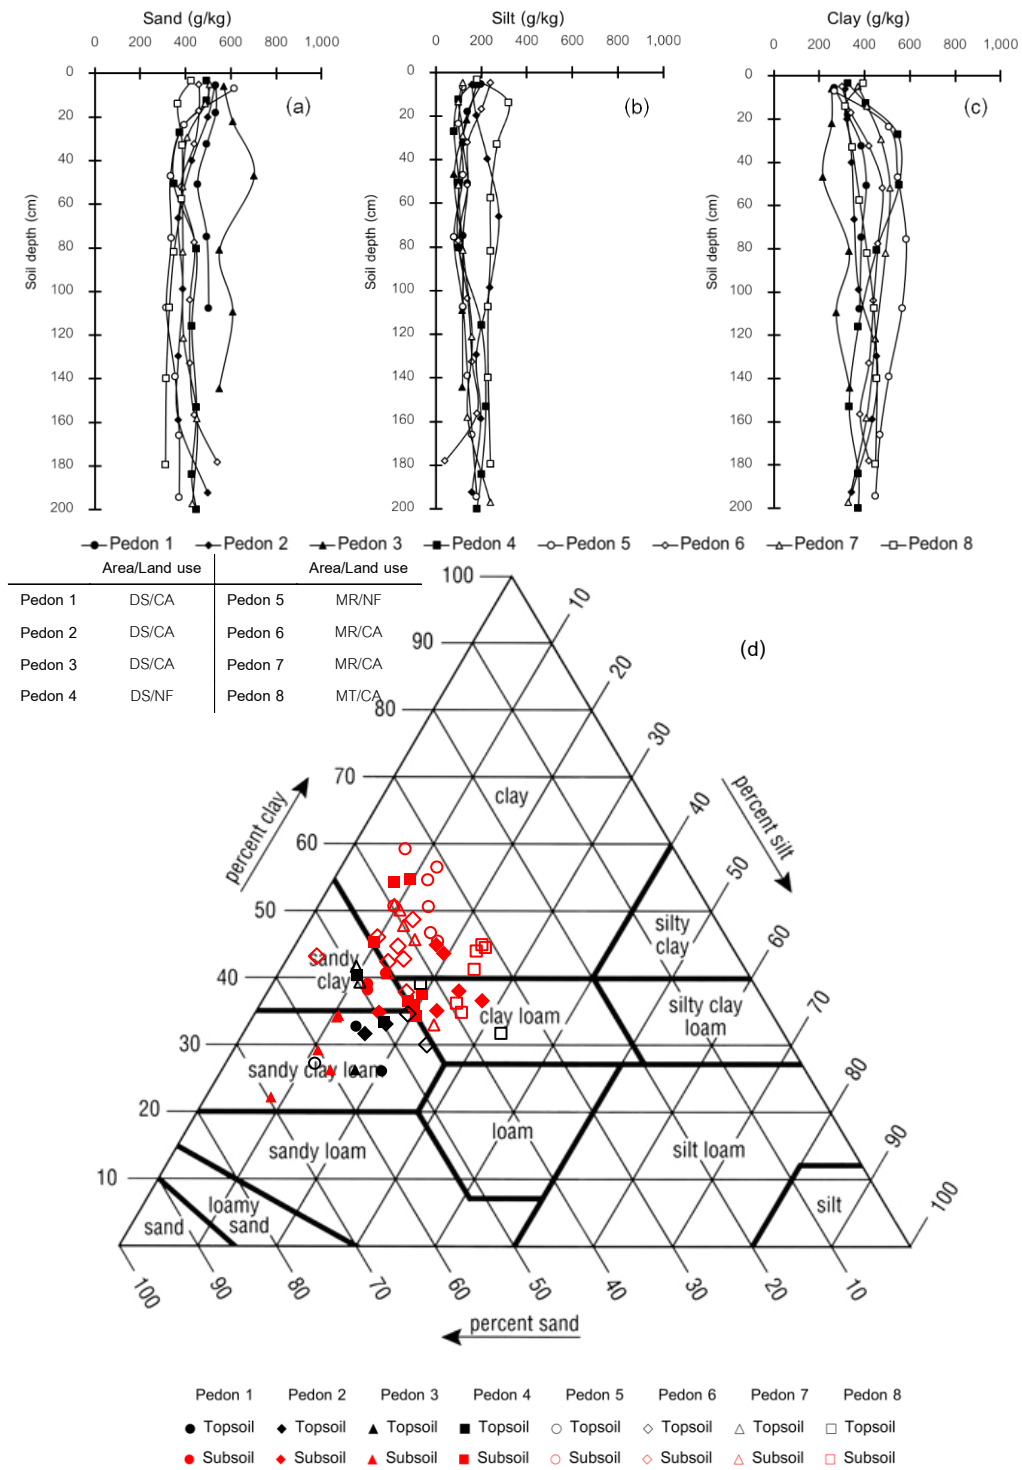 Sand (g/kg) Silt (g/kg) Clay (g/kg)
0 200 400 600 800 1,000 0 200 400 600 800 1,000 0 200 400 600 800 1,000
0 0 0
(a) (b) (c)
20 20 20
40 40 40
60 60 60
Soil depth (cm) Soil depth (cm) Soil depth (cm)
80 80 80
100 100 100
120 120 120
140 140 140
160 160 160
180 180 180
200 200 200
Pedon 1 Pedon 2 Pedon 3 Pedon 4 Pedon 5 Pedon 6 Pedon 7 Pedon 8
Area/Land use Area/Land use
Pedon 1 DS/CA Pedon 5 MR/NF
Pedon 2 DS/CA Pedon 6 MR/CA
Pedon 3 DS/CA Pedon 7 MR/CA
Pedon 4 DS/NF Pedon 8 MT/CA
(d)
100
90
80
70
60
50
40
30
20
10
percent clay
10
20
30
40
50
60
70
80
90
100
percent silt
clay
silty
clay
sandy
clay
silty clay
loam
clay loam
sandy clay loam
loam
sandy loam
silt loam
loamy
sand
sand
silt
100 90 80 70 60 50 40 30 20 10
percent sand
Pedon 1 Pedon 2 Pedon 3 Pedon 4 Pedon 5 Pedon 6 Pedon 7 Pedon 8
Topsoil Topsoil Topsoil Topsoil Topsoil Topsoil Topsoil Topsoil
Subsoil Subsoil Subsoil Subsoil Subsoil Subsoil Subsoil Subsoil